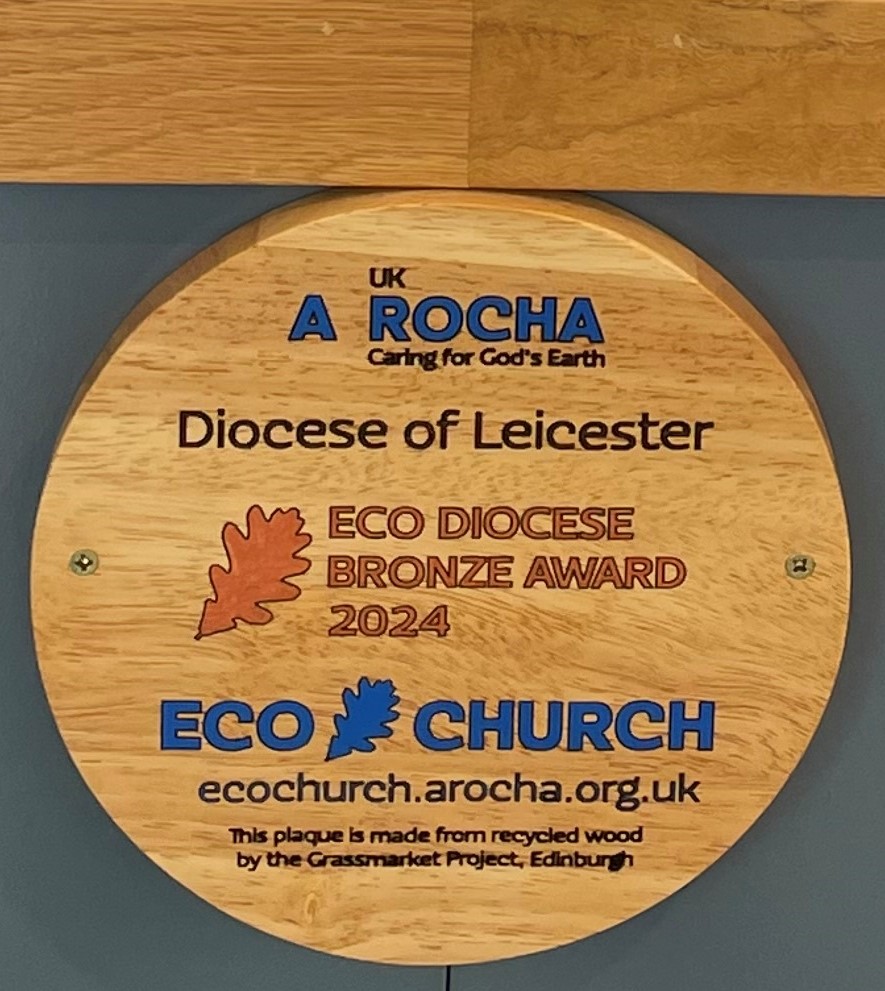 UK
A ROCHA
Caring for God's Earth
Diocese of Leicester
ECO DIOCESE
BRONZE AWARD
2024
ECO CHURCH
ecochurch.arocha.org.uk
This plaque is made from recycled wood
by the Grassmarket Project, Edinburgh